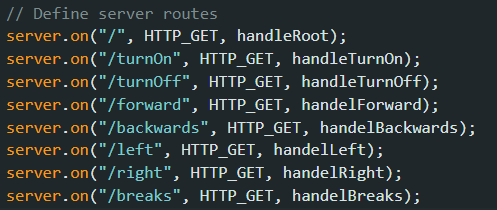 // Define server routes
server.on("/", HTTP_GET, handleRoot);
server.on("/turnOn", HTTP_GET, handleTurnOn);
server.on("/turnOff", HTTP_GET, handleTurnOff);
server.on("/forward", HTTP_GET, handelForward);
server.on("/backwards", HTTP_GET, handelBackwards);
server.on("/left", HTTP_GET, handelLeft);
server.on("/right", HTTP_GET, handelRight);
server.on("/breaks", HTTP_GET, handelBreaks);